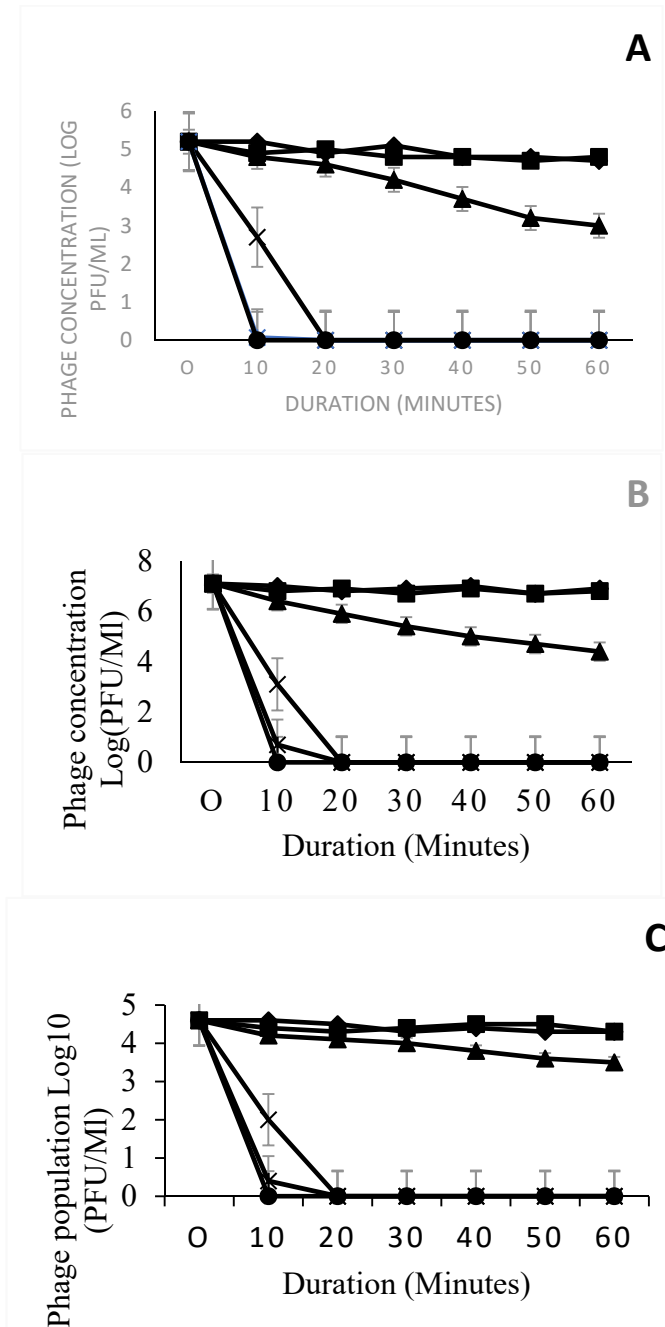 A
PHAGE CONCENTRATION (LOG
PFU/ML)
6
5
4
3
2
1
0
O 10 20 30 40 50 60
DURATION (MINUTES)
B
Phage concentration
Log(PFU/Ml)
8
6
4
2
0
O 10 20 30 40 50 60
Duration (Minutes)
C
Phage population Log10
(PFU/Ml)
5
4
3
2
1
0
O 10 20 30 40 50 60
Duration (Minutes)